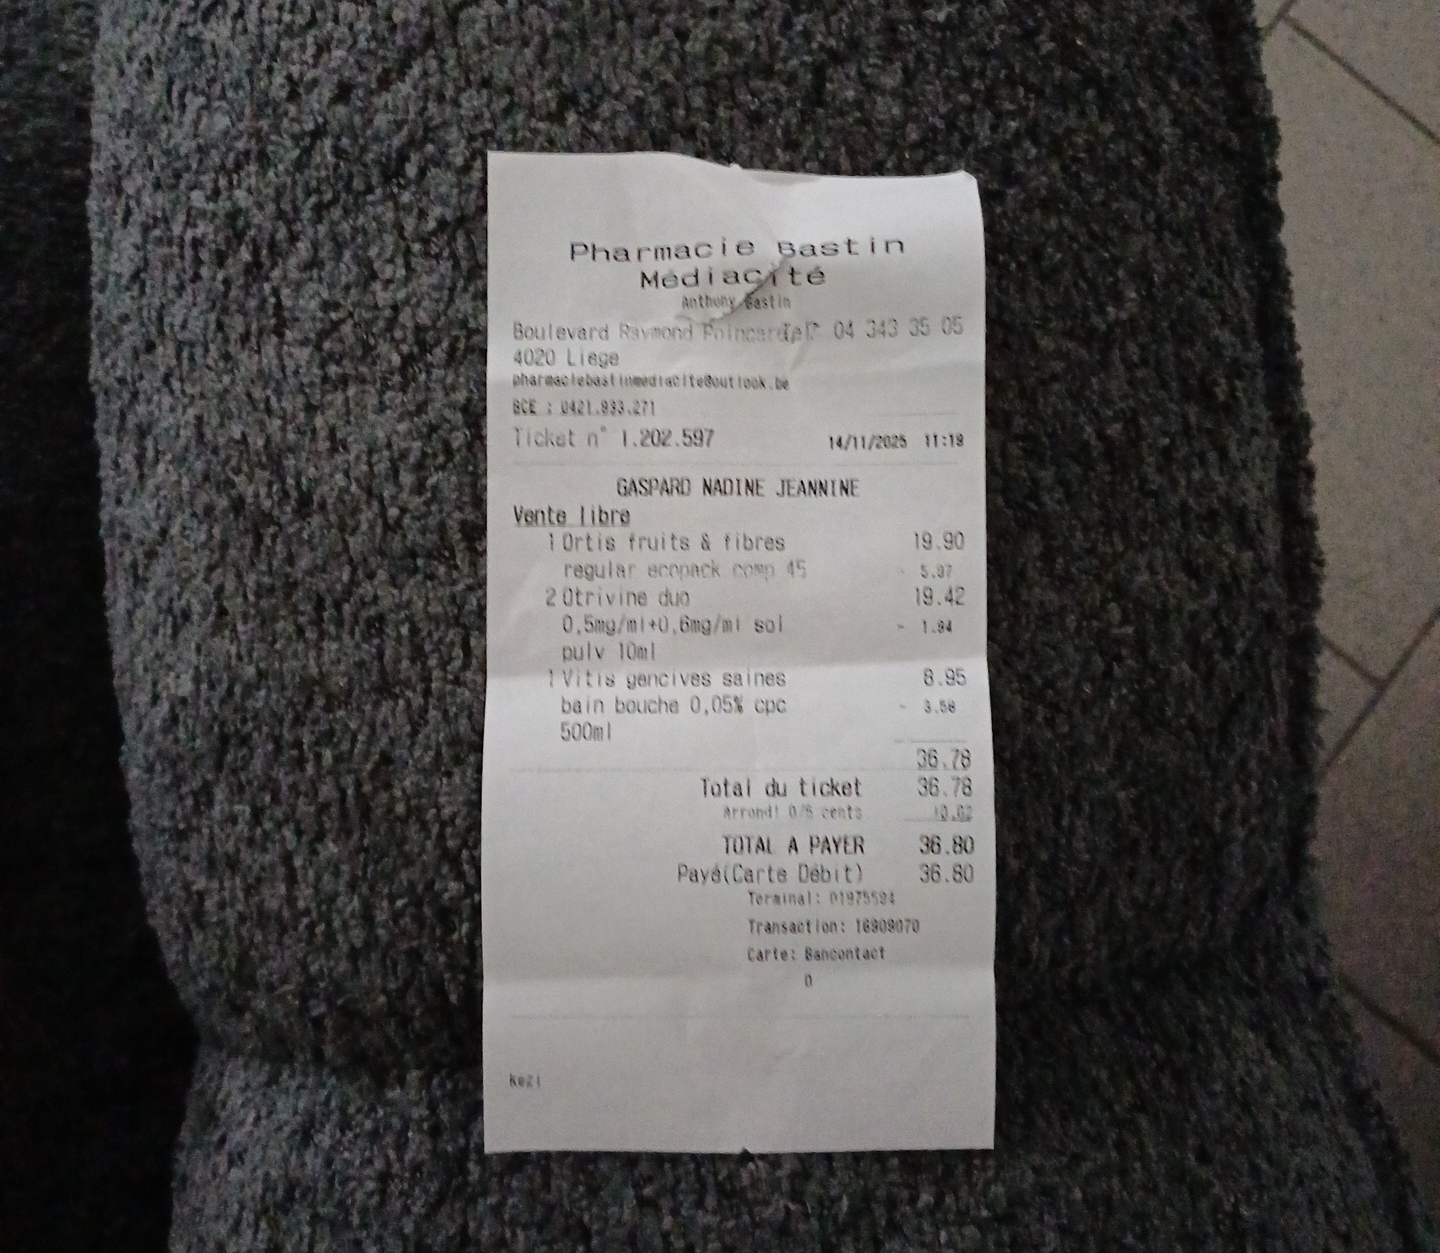 Pharmacie Bastin
Médiacité
Anthony Bastin
Boulevard Raymond Tel: 04 343 35 05
4020 Liege
pharmaciebastinmediacite@outlook.be
BCE : 0421.933.271
Ticket n° 1.202.597 14/11/2025 11:19
GASPARD NADINE JEANNINE
Vente libre
1 Ortis fruits & fibres 19.90
regular ecopack comp 45 - 5.97
2 Otrivine duo 19.42
0,5mg/ml+0,6mg/ml sol - 1.94
pulv 10ml
1 Vitis gencives saines 8.95
bain bouche 0,05% cpc - 3.58
500ml
36.78
Total du ticket 36.78
Arrondi 0/5 cents
TOTAL A PAYER 36.80
Payé(Carte Débit) 36.80
Terminal: 01975594
Transaction: 16909070
Carte: Bancontact
0
kezi